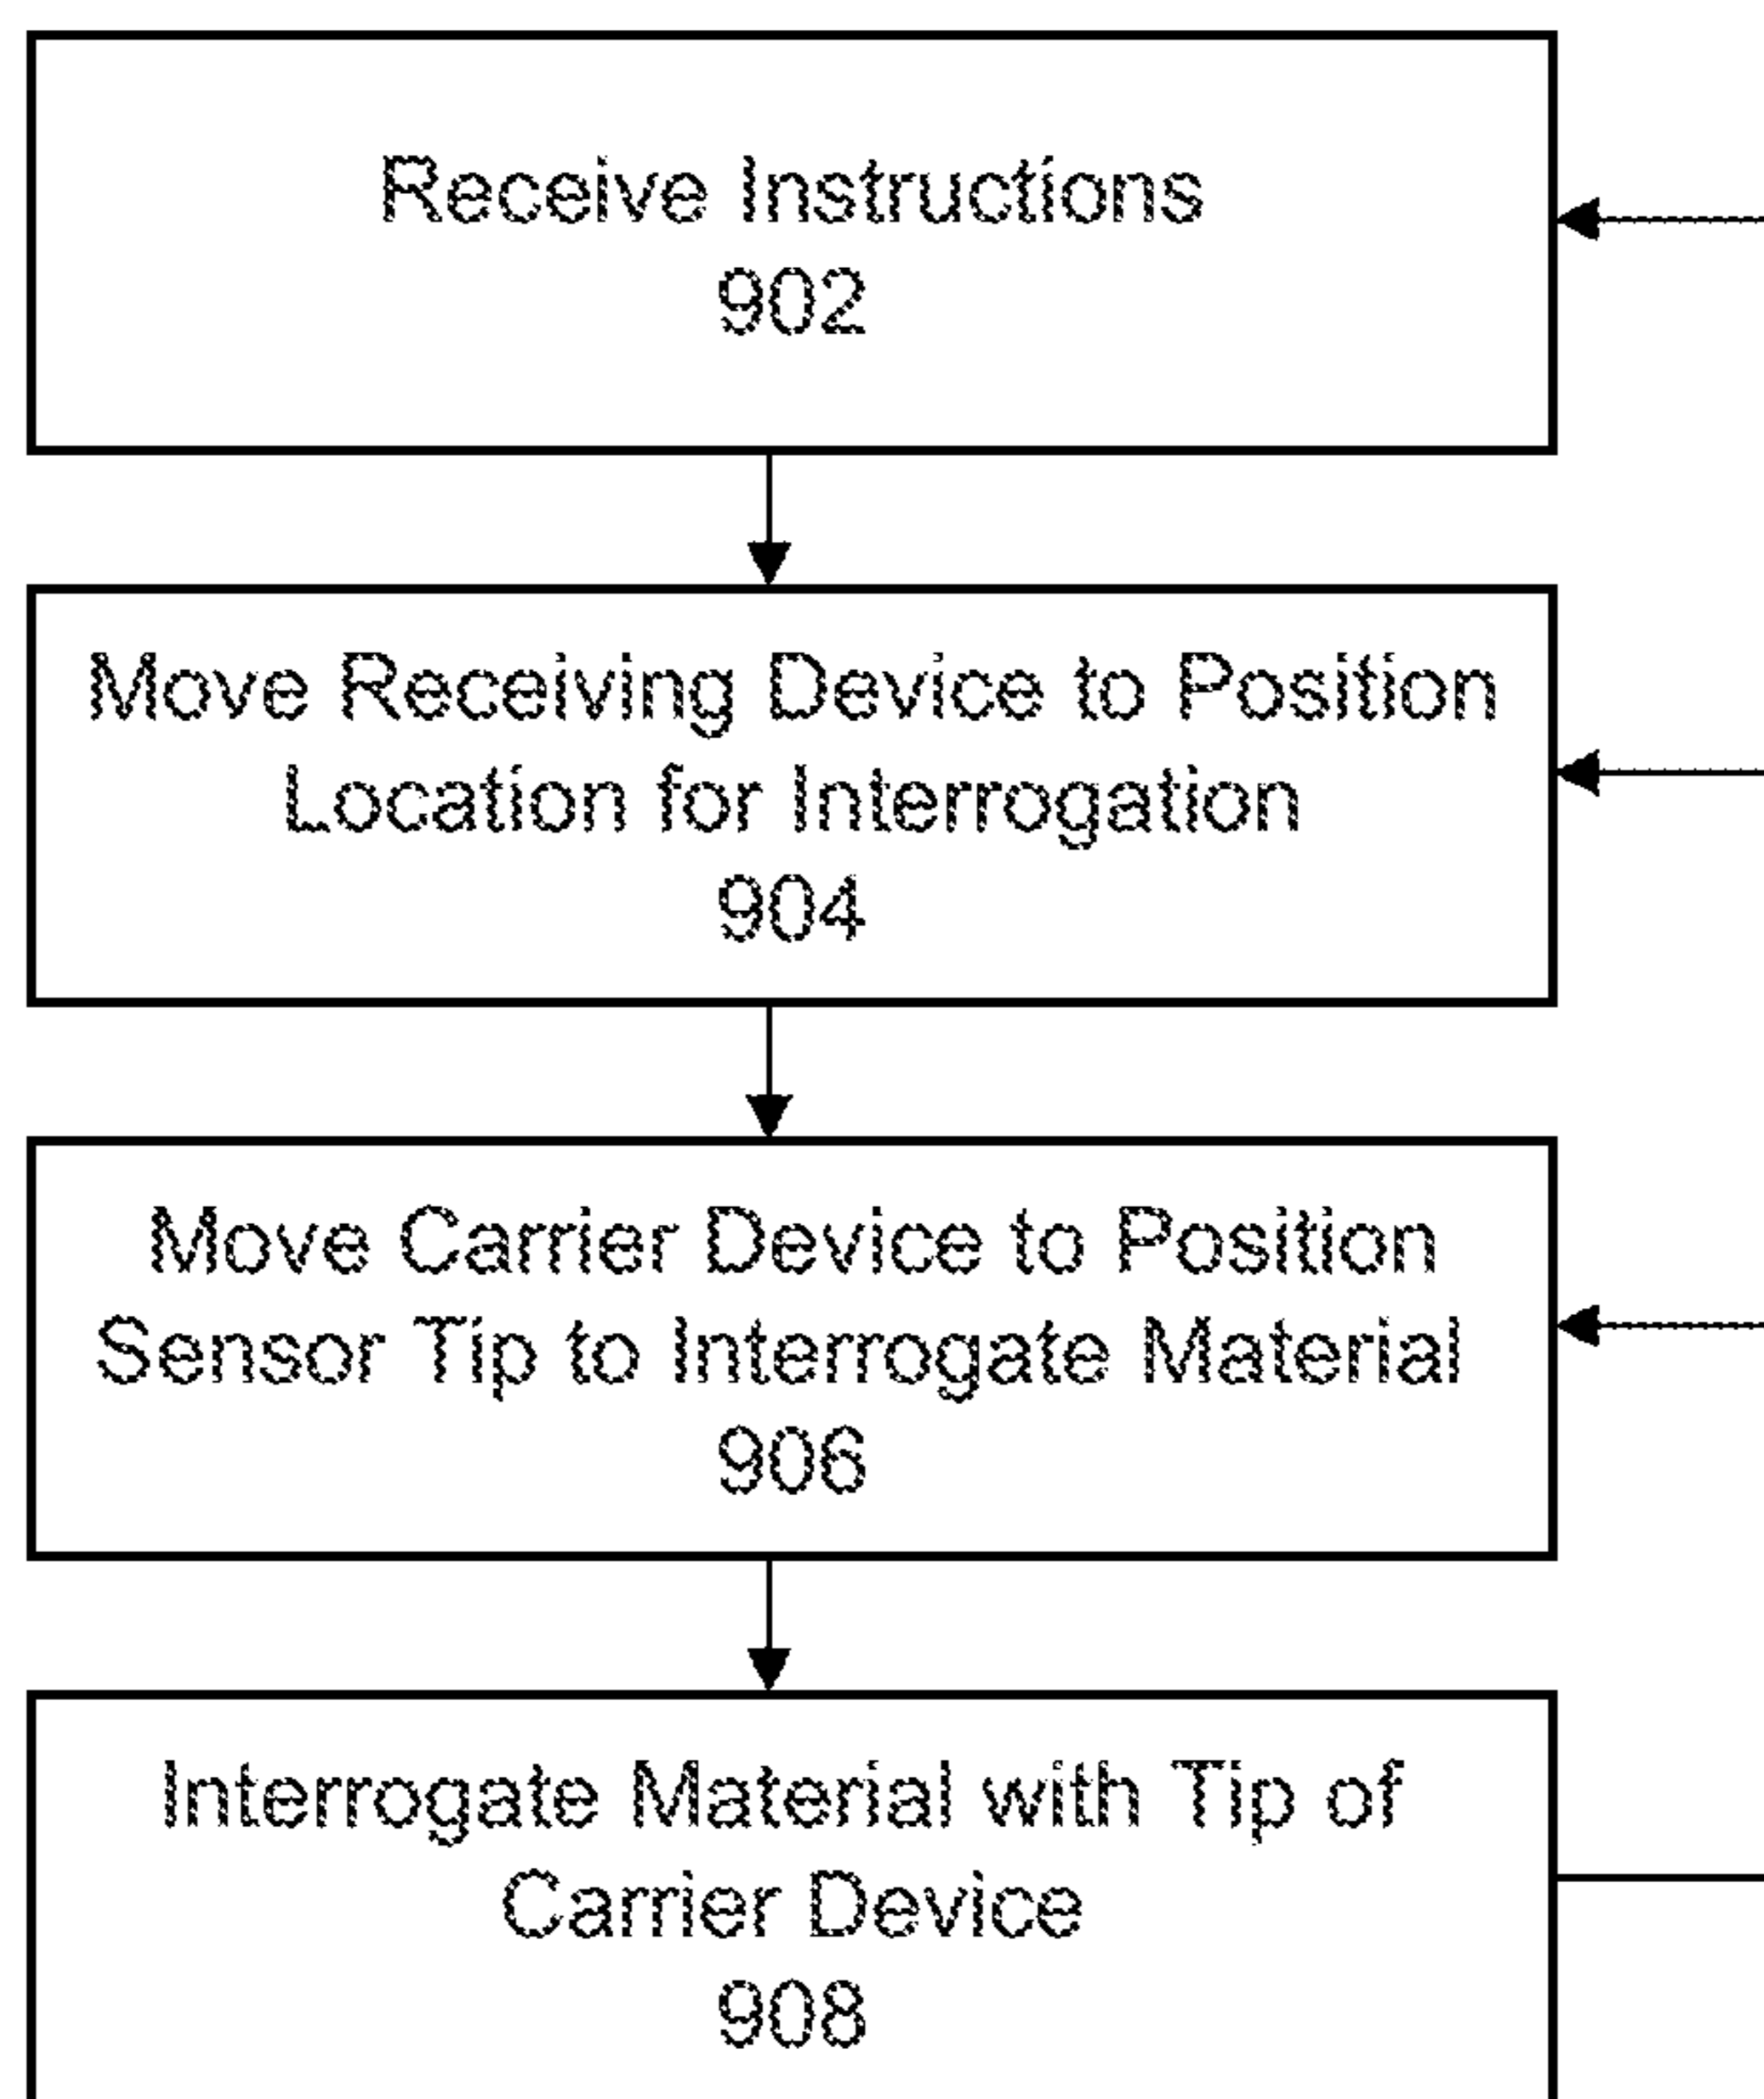 Receive Instructions
902
Move Receiving Device to Position
Location for Interrogation
904
Move Carrier Device to Position
Sensor Tip to Interrogate Material
906
Interrogate Material with Tip of
Carrier Device
908